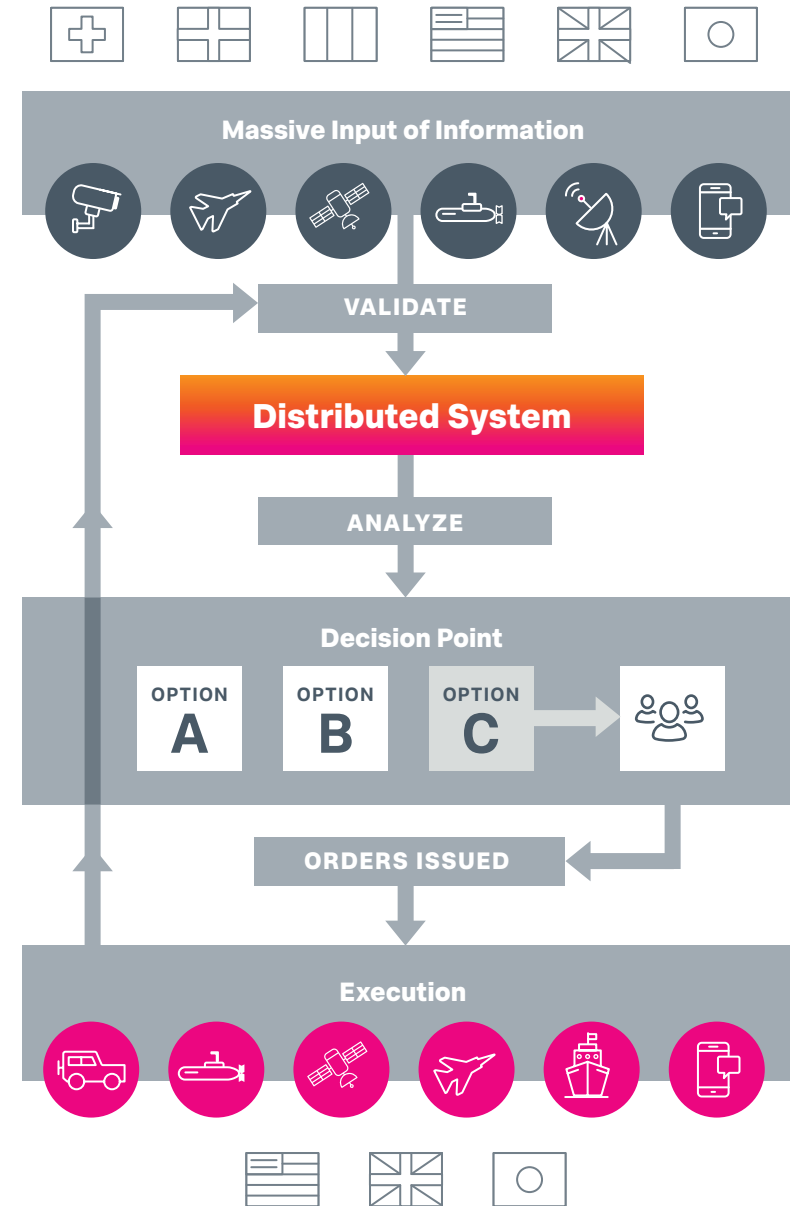 Massive Input of Information
VALIDATE
Distributed System
ANALYZE
Decision Point
OPTION
A
OPTION
B
OPTION
C
ORDERS ISSUED
Execution